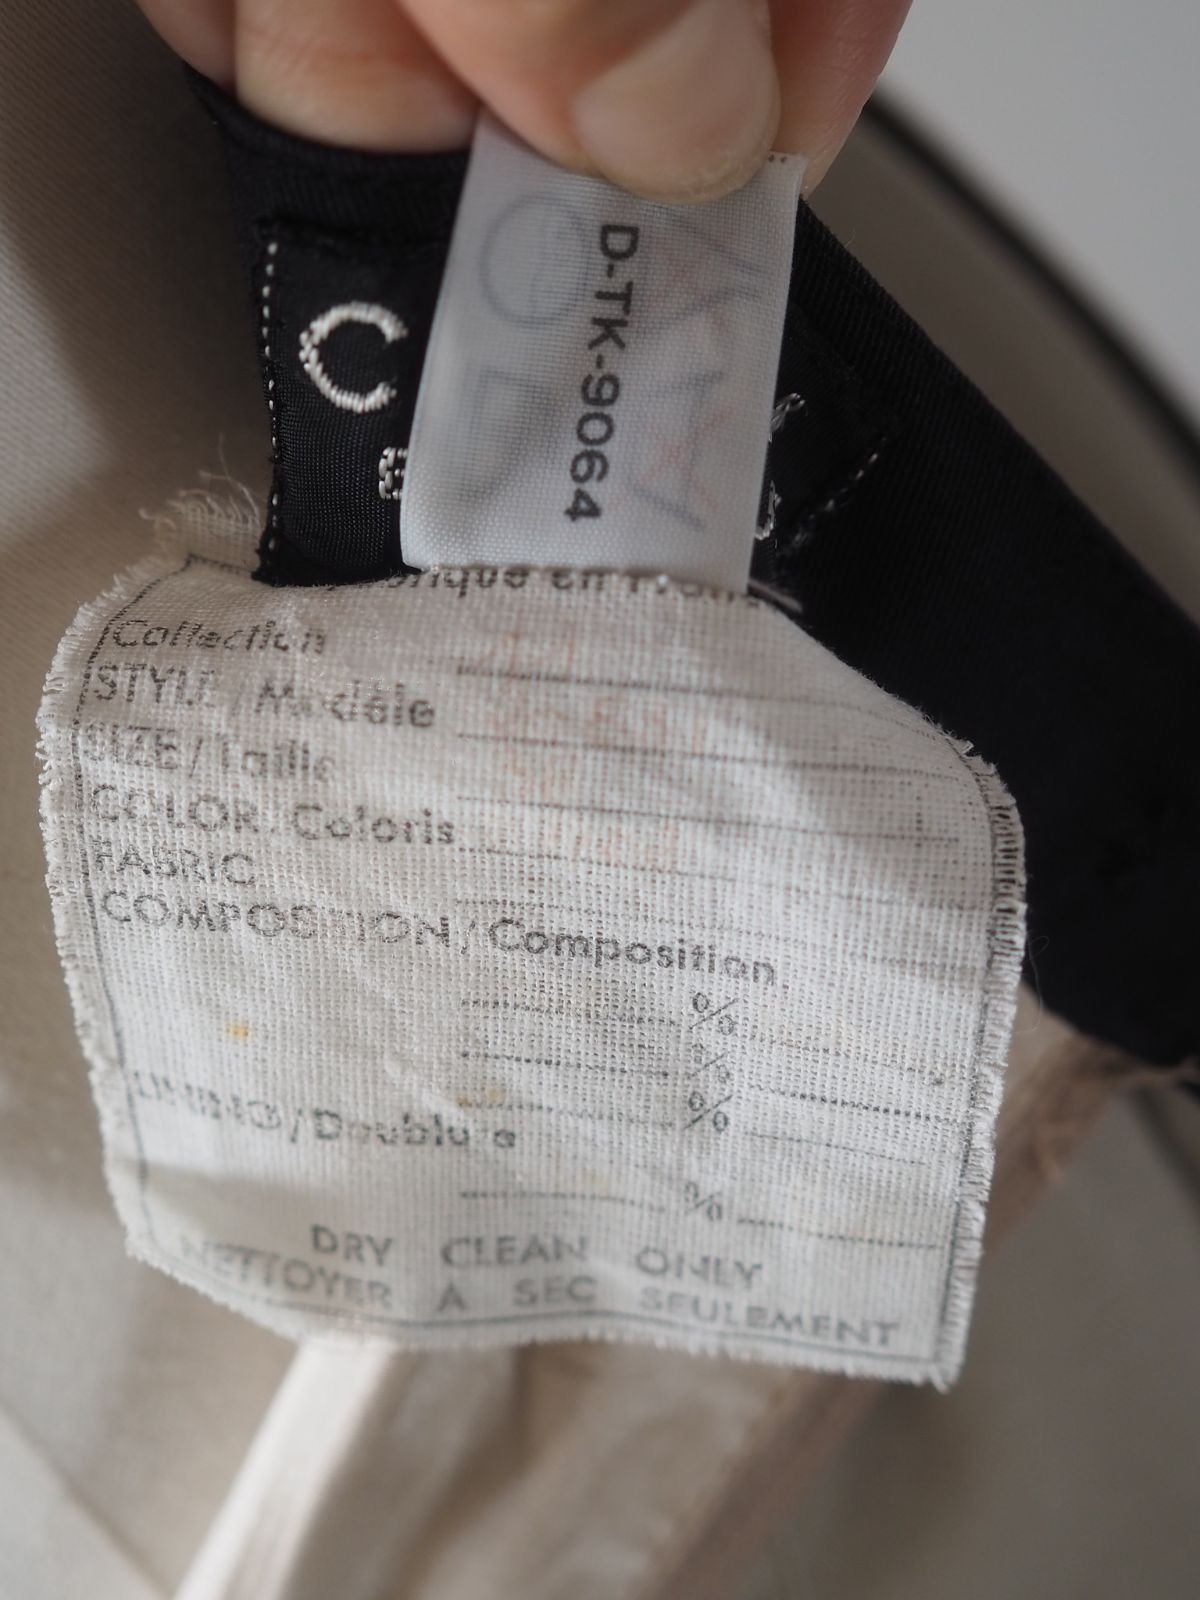 C
D-TK-9064
Collection
STYLE / Modèle
SIZE / Taille
COLOR / Coloris
FABRIC
COMPOSITION / Composition
%
%
%
LINING / Doublure
%
DRY CLEAN ONLY
NETTOYER A SEC SEULEMENT